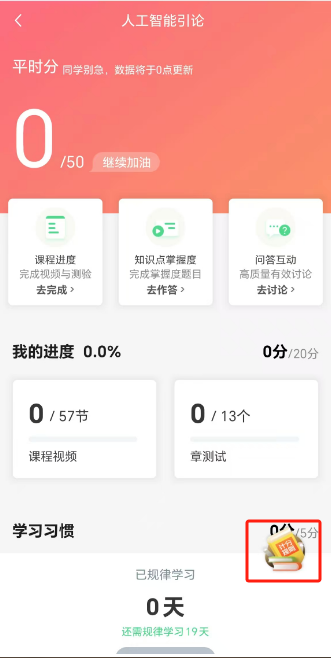 人工智能引论
平时分 同学别急，数据将于0点更新
0 /50 继续加油
课程进度
完成视频与测验
去完成 >
知识点掌握度
完成掌握度题目
去作答 >
问答互动
高质量有效讨论
去讨论 >
我的进度 0.0% 0分/20分
0 / 57节
课程视频
0 / 13个
章测试
学习习惯 0分/5分
已规律学习
0 天
还需规律学习19天